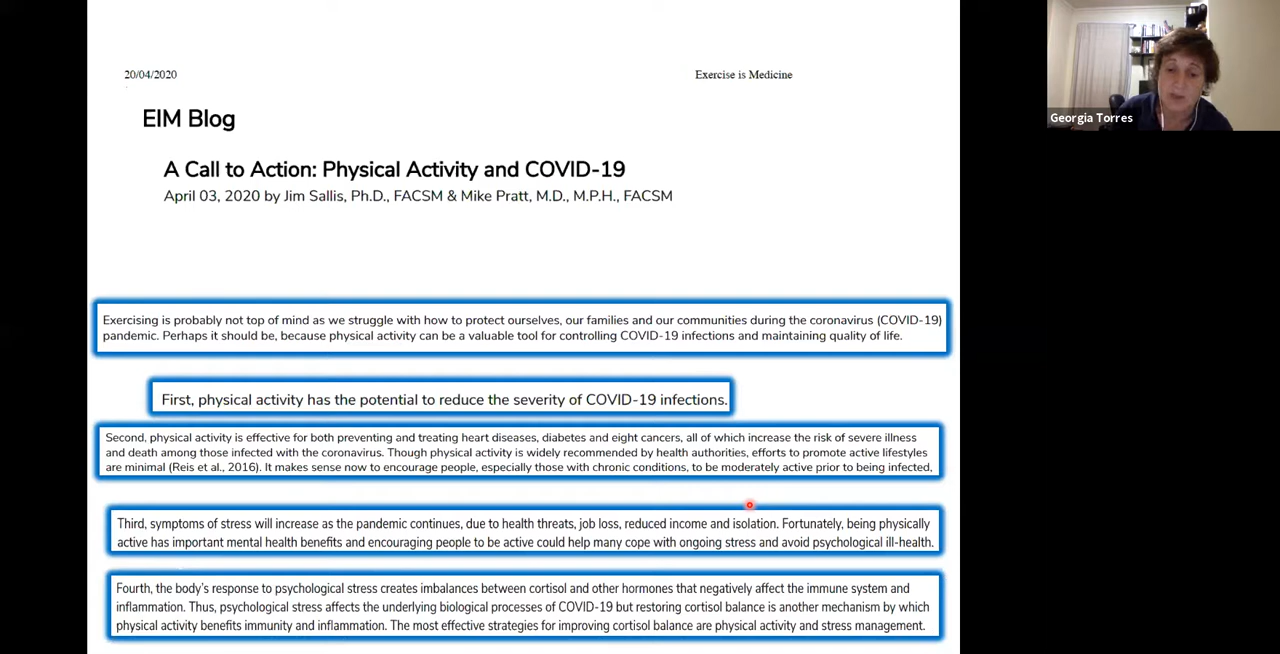 20/04/2020
Exercise is Medicine
EIM Blog
A Call to Action: Physical Activity and COVID-19
April 03, 2020 by Jim Sallis, Ph.D., FACSM & Mike Pratt, M.D., M.P.H., FACSM
Exercising is probably not top of mind as we struggle with how to protect ourselves, our families and our communities during the coronavirus (COVID-19)
pandemic. Perhaps it should be, because physical activity can be a valuable tool for controlling COVID-19 infections and maintaining quality of life.
First, physical activity has the potential to reduce the severity of COVID-19 infections.
Second, physical activity is effective for both preventing and treating heart diseases, diabetes and eight cancers, all of which increase the risk of severe illness
and death among those infected with the coronavirus. Though physical activity is widely recommended by health authorities, efforts to promote active lifestyles
are minimal (Reis et al., 2016). It makes sense now to encourage people, especially those with chronic conditions, to be moderately active prior to being infected,
Third, symptoms of stress will increase as the pandemic continues, due to health threats, job loss, reduced income and isolation. Fortunately, being physically
active has important mental health benefits and encouraging people to be active could help many cope with ongoing stress and avoid psychological ill-health.
Fourth, the body's response to psychological stress creates imbalances between cortisol and other hormones that negatively affect the immune system and
inflammation. Thus, psychological stress affects the underlying biological processes of COVID-19 but restoring cortisol balance is another mechanism by which
physical activity benefits immunity and inflammation. The most effective strategies for improving cortisol balance are physical activity and stress management.
Georgia Torres